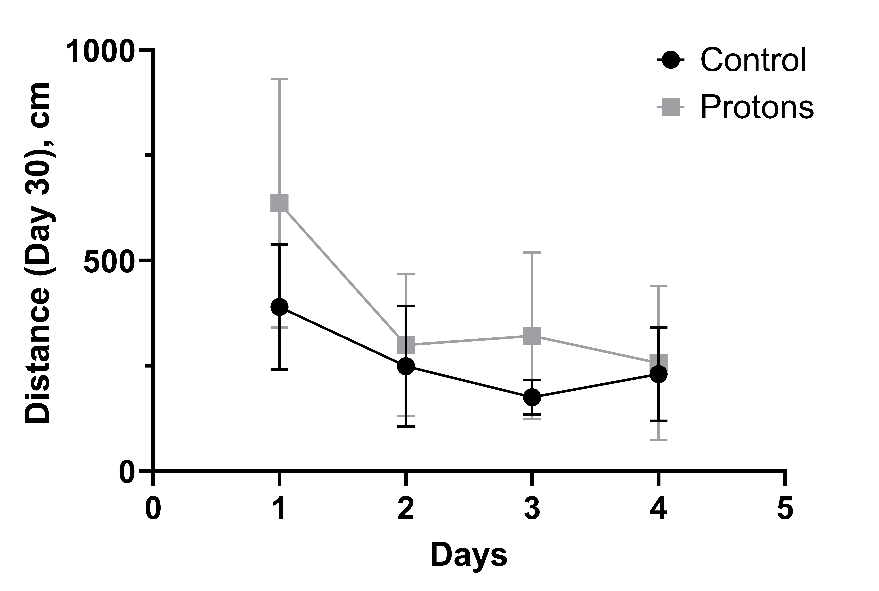 Control
Protons
Distance (Day 30), cm
1000
500
0
0 1 2 3 4 5
Days